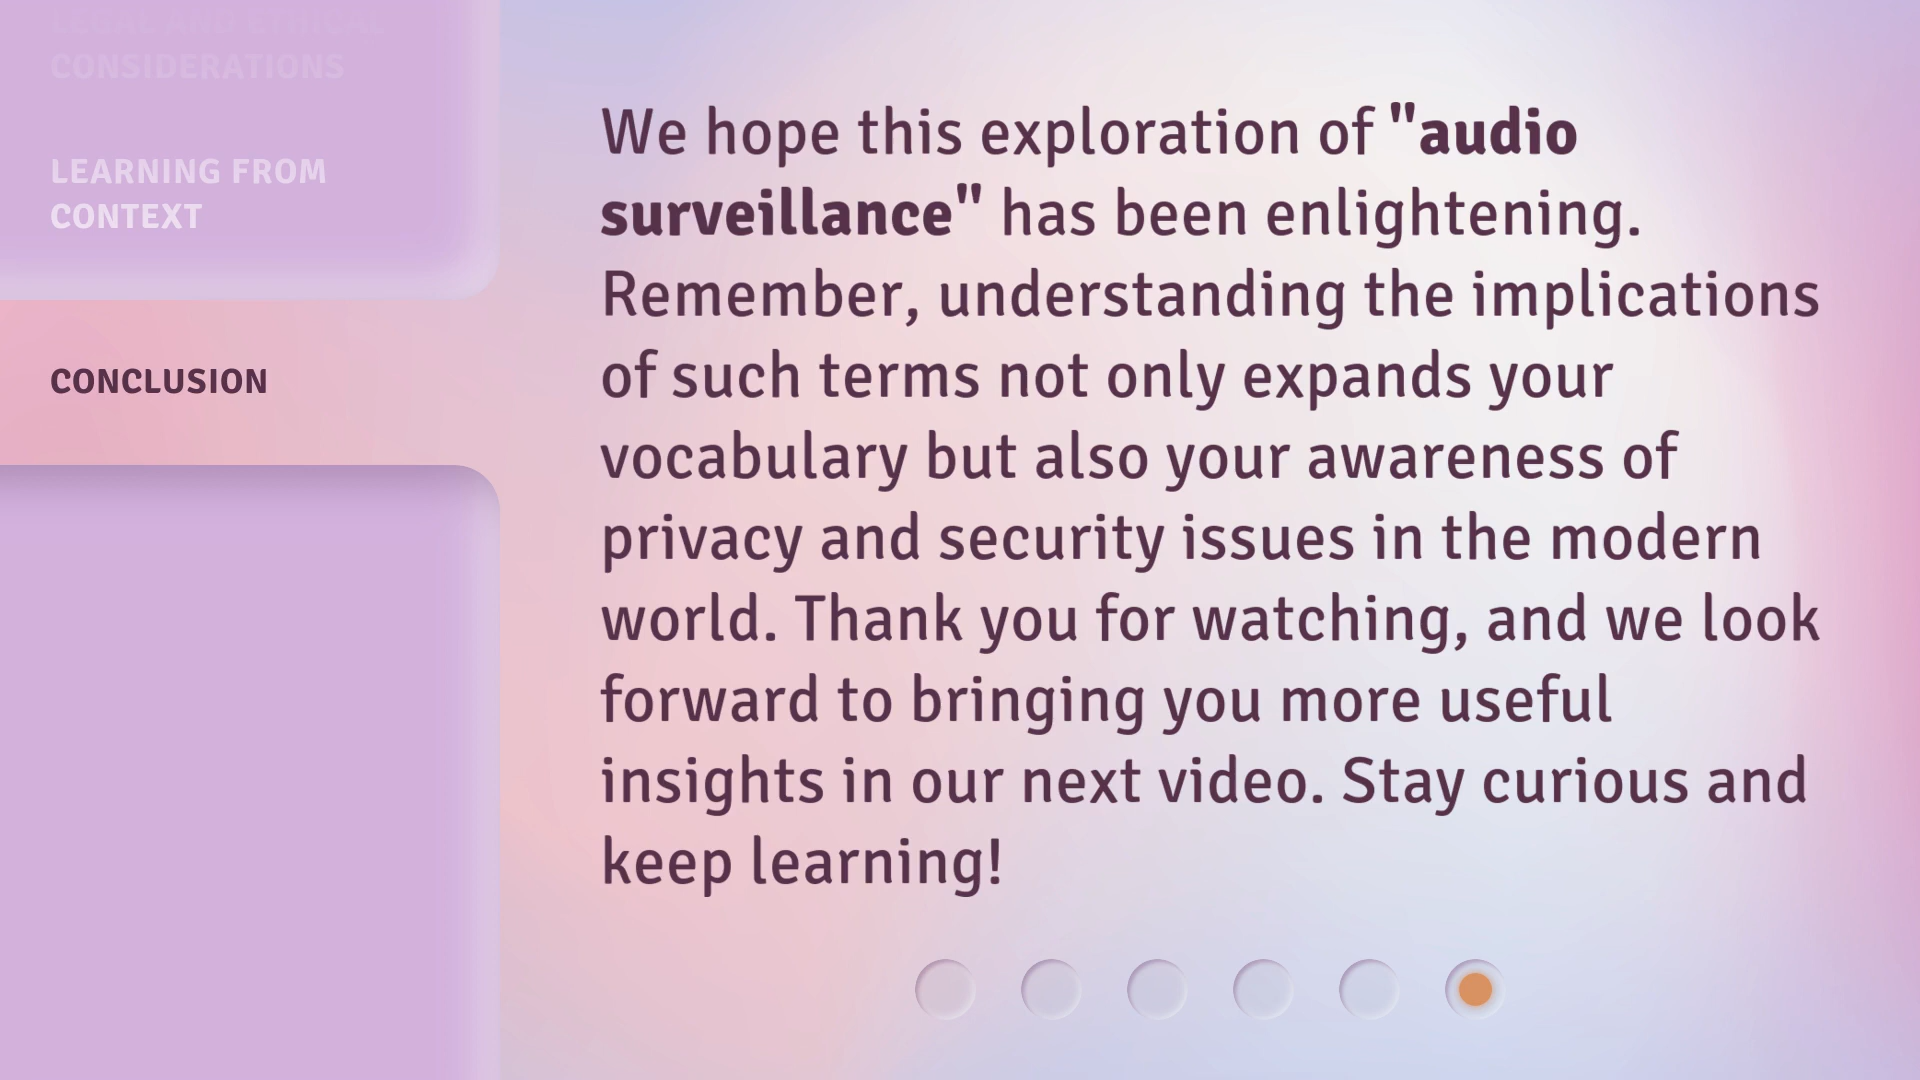 LEGAL AND ETHICAL
CONSIDERATIONS
LEARNING FROM
CONTEXT
CONCLUSION
We hope this exploration of "audio
surveillance" has been enlightening.
Remember, understanding the implications
of such terms not only expands your
vocabulary but also your awareness of
privacy and security issues in the modern
world. Thank you for watching, and we look
forward to bringing you more useful
insights in our next video. Stay curious and
keep learning!